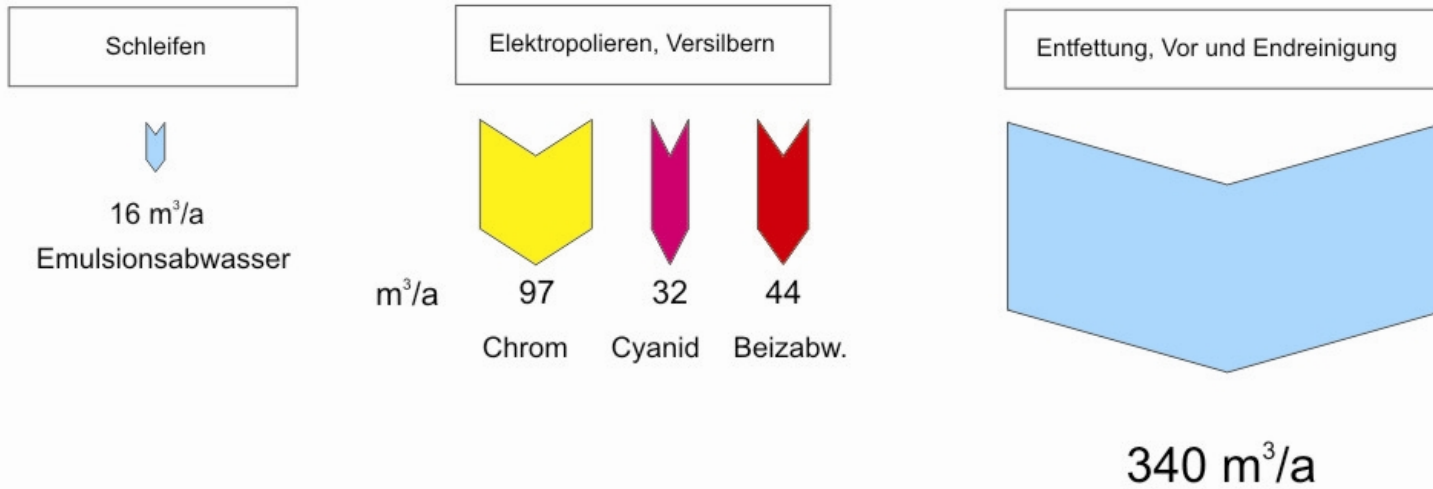 Schleifen
16 m³/a
Emulsionsabwasser
Elektropolieren, Versilbern
m³/a 97 32 44
Chrom Cyanid Beizabw.
Entfettung, Vor und Endreinigung
340 m³/a